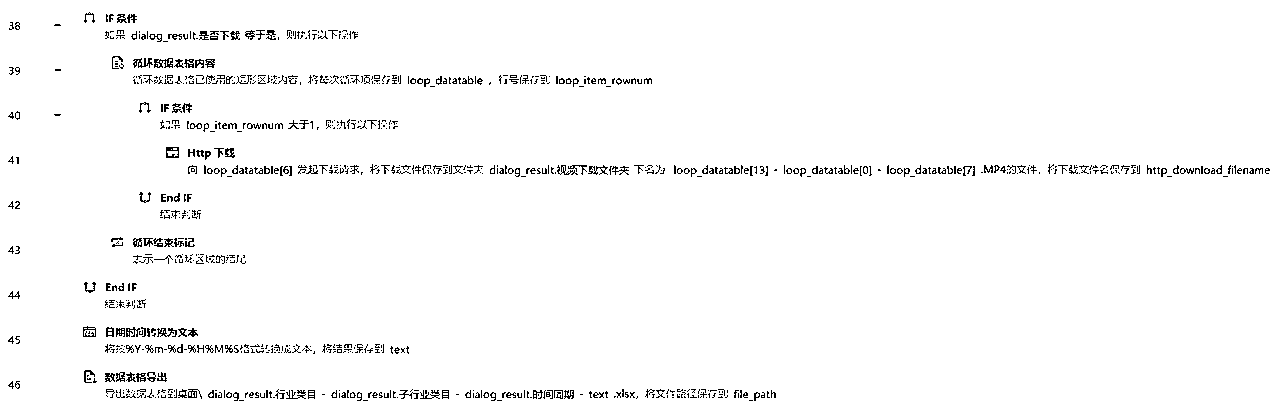 38 - IF 条件
如果 dialog_result.是否下载 等于是，则执行以下操作
39 - 循环数据表格内容
循环数据表格已使用的矩形区域内容，将每次循环项保存到 loop_datatable ，行号保存到 loop_item_rownum
40 - IF 条件
如果 loop_item_rownum 大于1，则执行以下操作
41 Http 下载
向 loop_datatable[6] 发起下载请求，将下载文件保存到文件夹 dialog_result.视频下载文件夹 下名为 loop_datatable[13] - loop_datatable[0] - loop_datatable[7] .MP4的文件，将下载文件名保存到 http_download_filename
42 End IF
结束判断
43 循环结束标记
表示一个循环区域的结尾
44 End IF
结束判断
45 日期时间转换为文本
将按%Y-%m-%d-%H%M%S格式转换成文本，将结果保存到 text
46 数据表格导出
导出数据表格到桌面\ dialog_result.行业类目 - dialog_result.子行业类目 - dialog_result.时间周期 - text .xlsx，将文件路径保存到 file_path